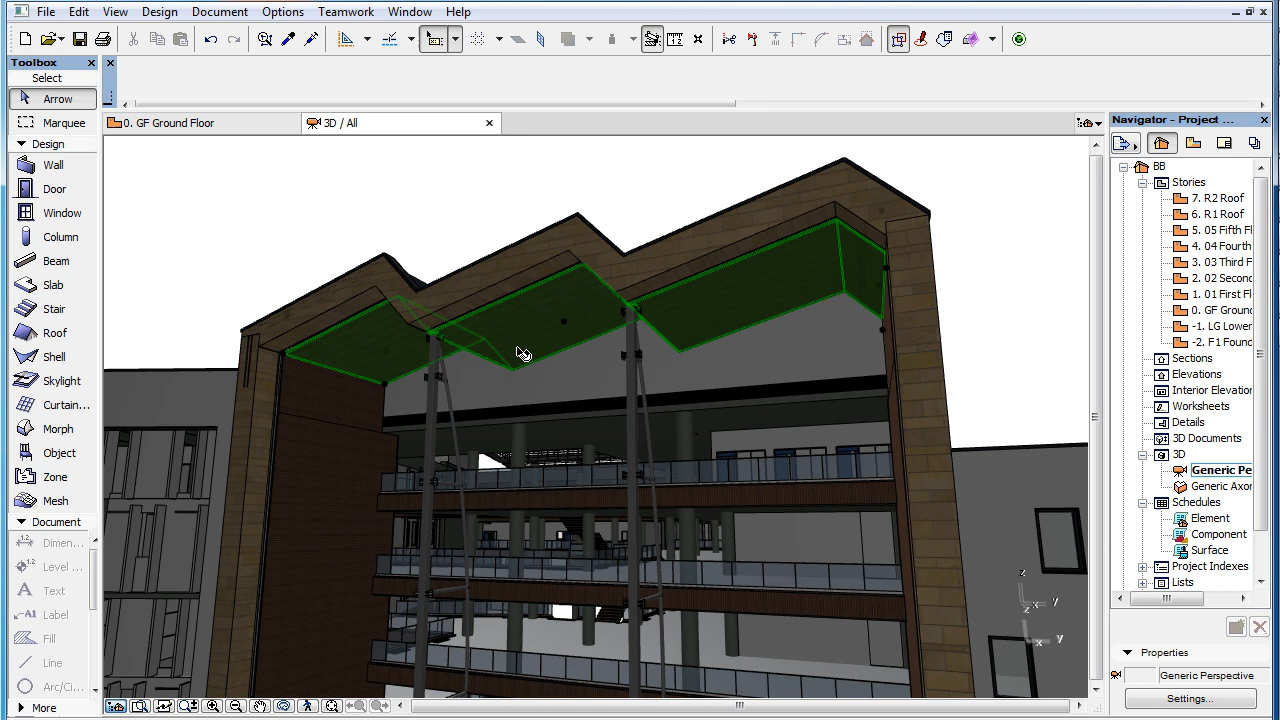 File Edit View Design Document Options Teamwork Window Help
Toolbox
Select
Arrow
Marquee
Design
Wall
Door
Window
Column
Beam
Slab
Stair
Roof
Shell
Skylight
Curtain...
Morph
Object
Zone
Mesh
Document
Dimen...
Level ...
Text
Label
Fill
Line
Arc/Ci...
More
0. GF Ground Floor
3D / All
z
y
x
z
y
x
Navigator - Project ...
BB
Stories
7. R2 Roof
6. R1 Roof
5. 05 Fifth Fl
4. 04 Fourth
3. 03 Third F
2. 02 Second
1. 01 First Fl
0. GF Ground
-1. LG Lower
-2. F1 Found
Sections
Elevations
Interior Elevation
Worksheets
Details
3D Documents
3D
Generic Pe
Generic Axon
Schedules
Element
Component
Surface
Project Indexes
Lists
Properties
Generic Perspective
Settings...